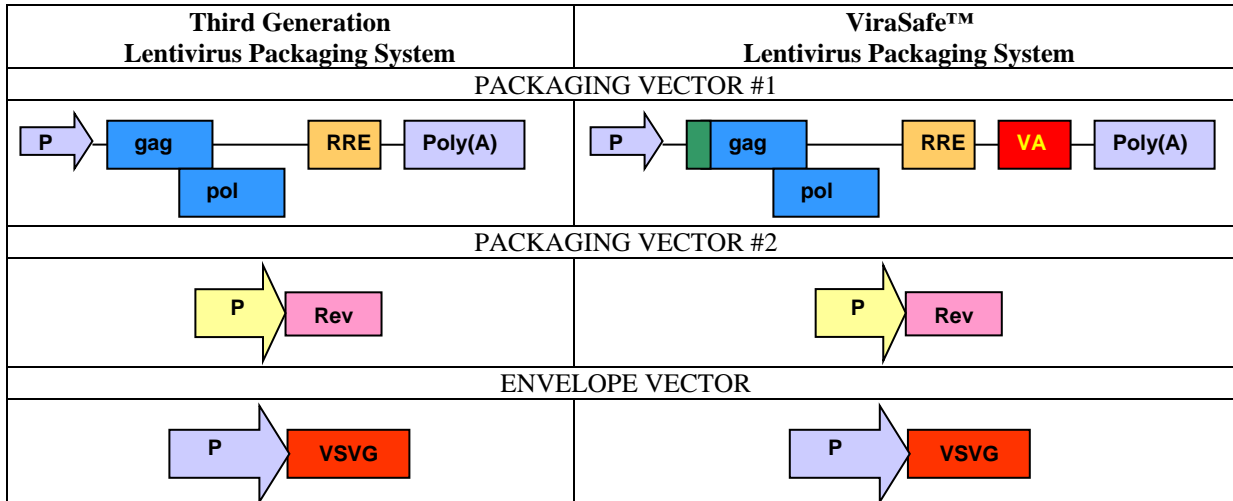 Third Generation
Lentivirus Packaging System
ViraSafe™
Lentivirus Packaging System
PACKAGING VECTOR #1
P gag RRE Poly(A)
pol
P gag RRE VA Poly(A)
pol
PACKAGING VECTOR #2
P Rev
P Rev
ENVELOPE VECTOR
P VSVG
P VSVG